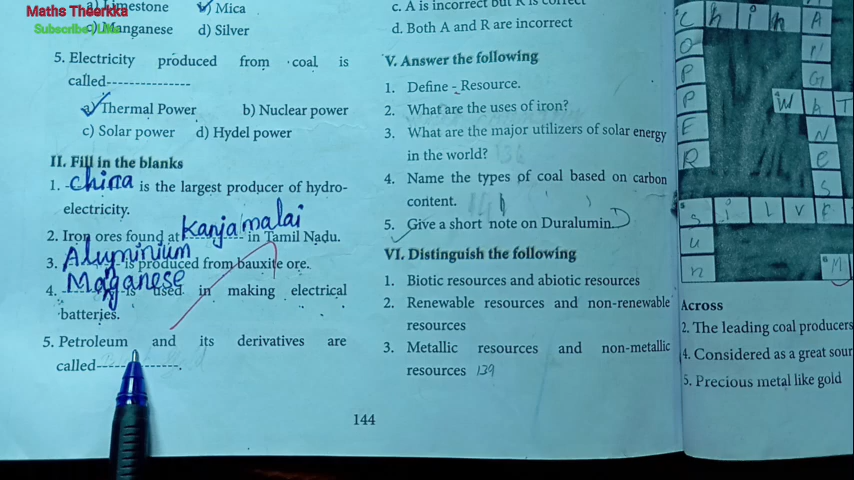 Maths Theerkka
Subscribe
a) Limestone b) Mica
c) Manganese d) Silver
5. Electricity produced from coal is
called---------------
a) Thermal Power b) Nuclear power
c) Solar power d) Hydel power
II. Fill in the blanks
1. - China is the largest producer of hydro-
electricity.
2. Iron ores found at Kanjamalai in Tamil Nadu.
3. Aluminium is produced from bauxite ore.
4. Maganese is used in making electrical
batteries.
5. Petroleum and its derivatives are
called--------------.
c. A is incorrect but R is correct
d. Both A and R are incorrect
V. Answer the following
1. Define - Resource.
2. What are the uses of iron?
3. What are the major utilizers of solar energy
in the world?
4. Name the types of coal based on carbon
content.
5. Give a short note on Duralumin.
VI. Distinguish the following
1. Biotic resources and abiotic resources
2. Renewable resources and non-renewable
resources
3. Metallic resources and non-metallic
resources 139
144
C h i n A
O N
P G
P W A T
E N
R e
S
S i l v e r
u
n M
Across
2. The leading coal producers
4. Considered as a great sour
5. Precious metal like gold